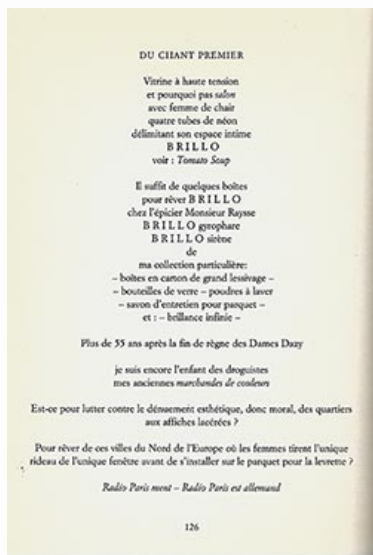 DU CHANT PREMIER
Vitrine à haute tension
et pourquoi pas salon
avec femme de chair
quatre tubes de néon
délimitant son espace intime
B R I L L O
voir : Tomato Soup
Il suffit de quelques boîtes
pour rêver B R I L L O
chez l'épicier Monsieur Raysse
B R I L L O gyrophare
B R I L L O sirène
de
ma collection particulière:
– boîtes en carton de grand lessivage –
– bouteilles de verre – poudres à laver
– savon d'entretien pour parquet –
et : – brillance infinie –
Plus de 55 ans après la fin de règne des Dames Dazy
je suis encore l'enfant des droguistes
mes anciennes marchandes de couleurs
Est-ce pour lutter contre le dénuement esthétique, donc moral, des quartiers
aux affiches lacérées ?
Pour rêver de ces villes du Nord de l'Europe où les femmes tirent l'unique
rideau de l'unique fenêtre avant de s'installer sur le parquet pour la levrette ?
Radio Paris ment – Radio Paris est allemand
126